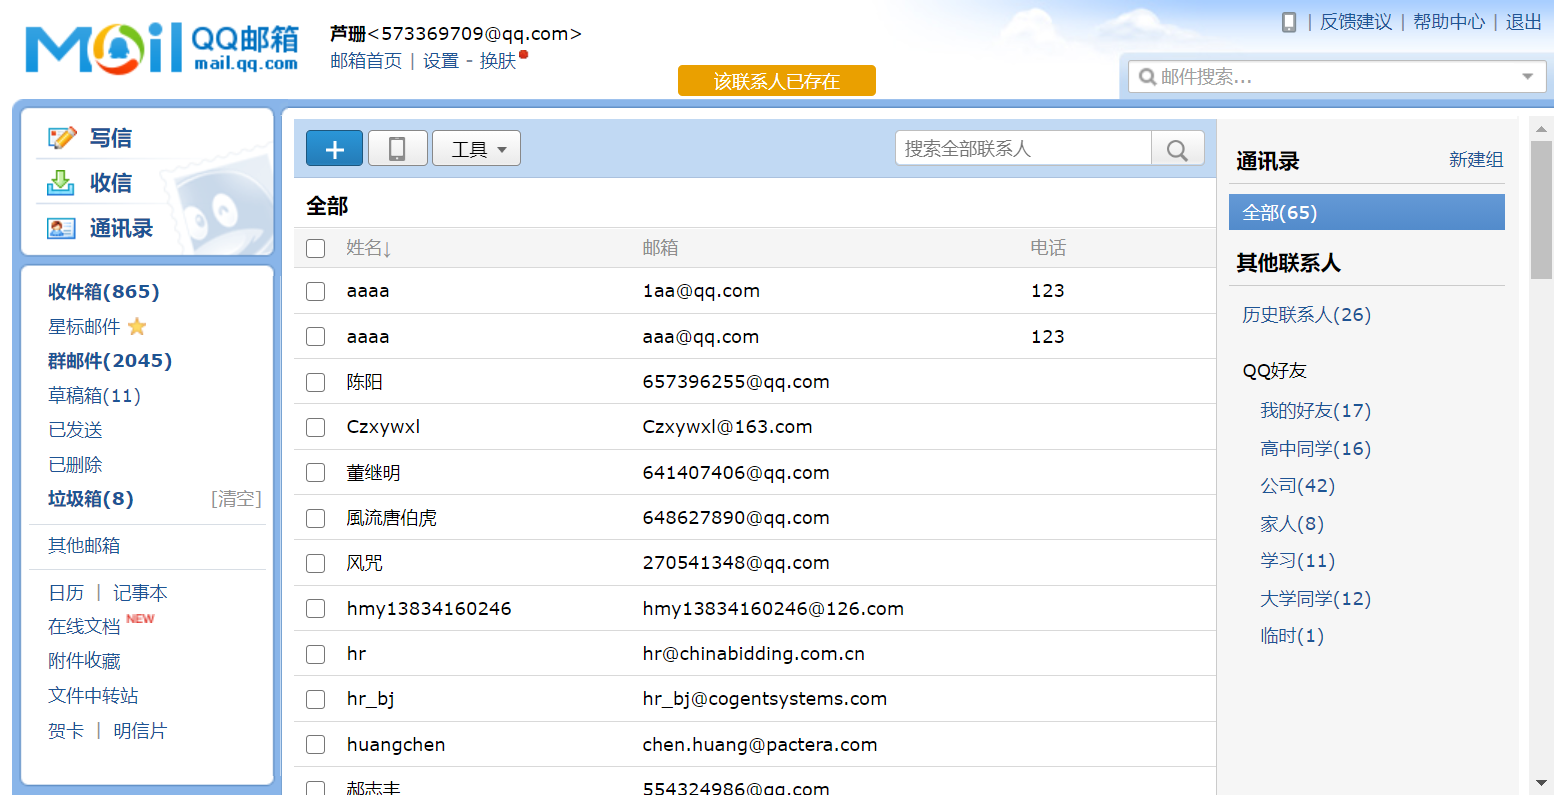 Mail QQ邮箱
mail.qq.com
芦珊<573369709@qq.com>
邮箱首页 | 设置 - 换肤
该联系人已存在
| 反馈建议 | 帮助中心 | 退出
邮件搜索...
写信
收信
通讯录
收件箱(865)
星标邮件
群邮件(2045)
草稿箱(11)
已发送
已删除
垃圾箱(8) [清空]
其他邮箱
日历 | 记事本
在线文档 NEW
附件收藏
文件中转站
贺卡 | 明信片
工具
搜索全部联系人
全部
姓名↓ 邮箱 电话
aaaa 1aa@qq.com 123
aaaa aaa@qq.com 123
陈阳 657396255@qq.com
Czxywxl Czxywxl@163.com
董继明 641407406@qq.com
風流唐伯虎 648627890@qq.com
风咒 270541348@qq.com
hmy13834160246 hmy13834160246@126.com
hr hr@chinabidding.com.cn
hr_bj hr_bj@cogentsystems.com
huangchen chen.huang@pactera.com
郝志丰 554324986@qq.com
通讯录 新建组
全部(65)
其他联系人
历史联系人(26)
QQ好友
我的好友(17)
高中同学(16)
公司(42)
家人(8)
学习(11)
大学同学(12)
临时(1)